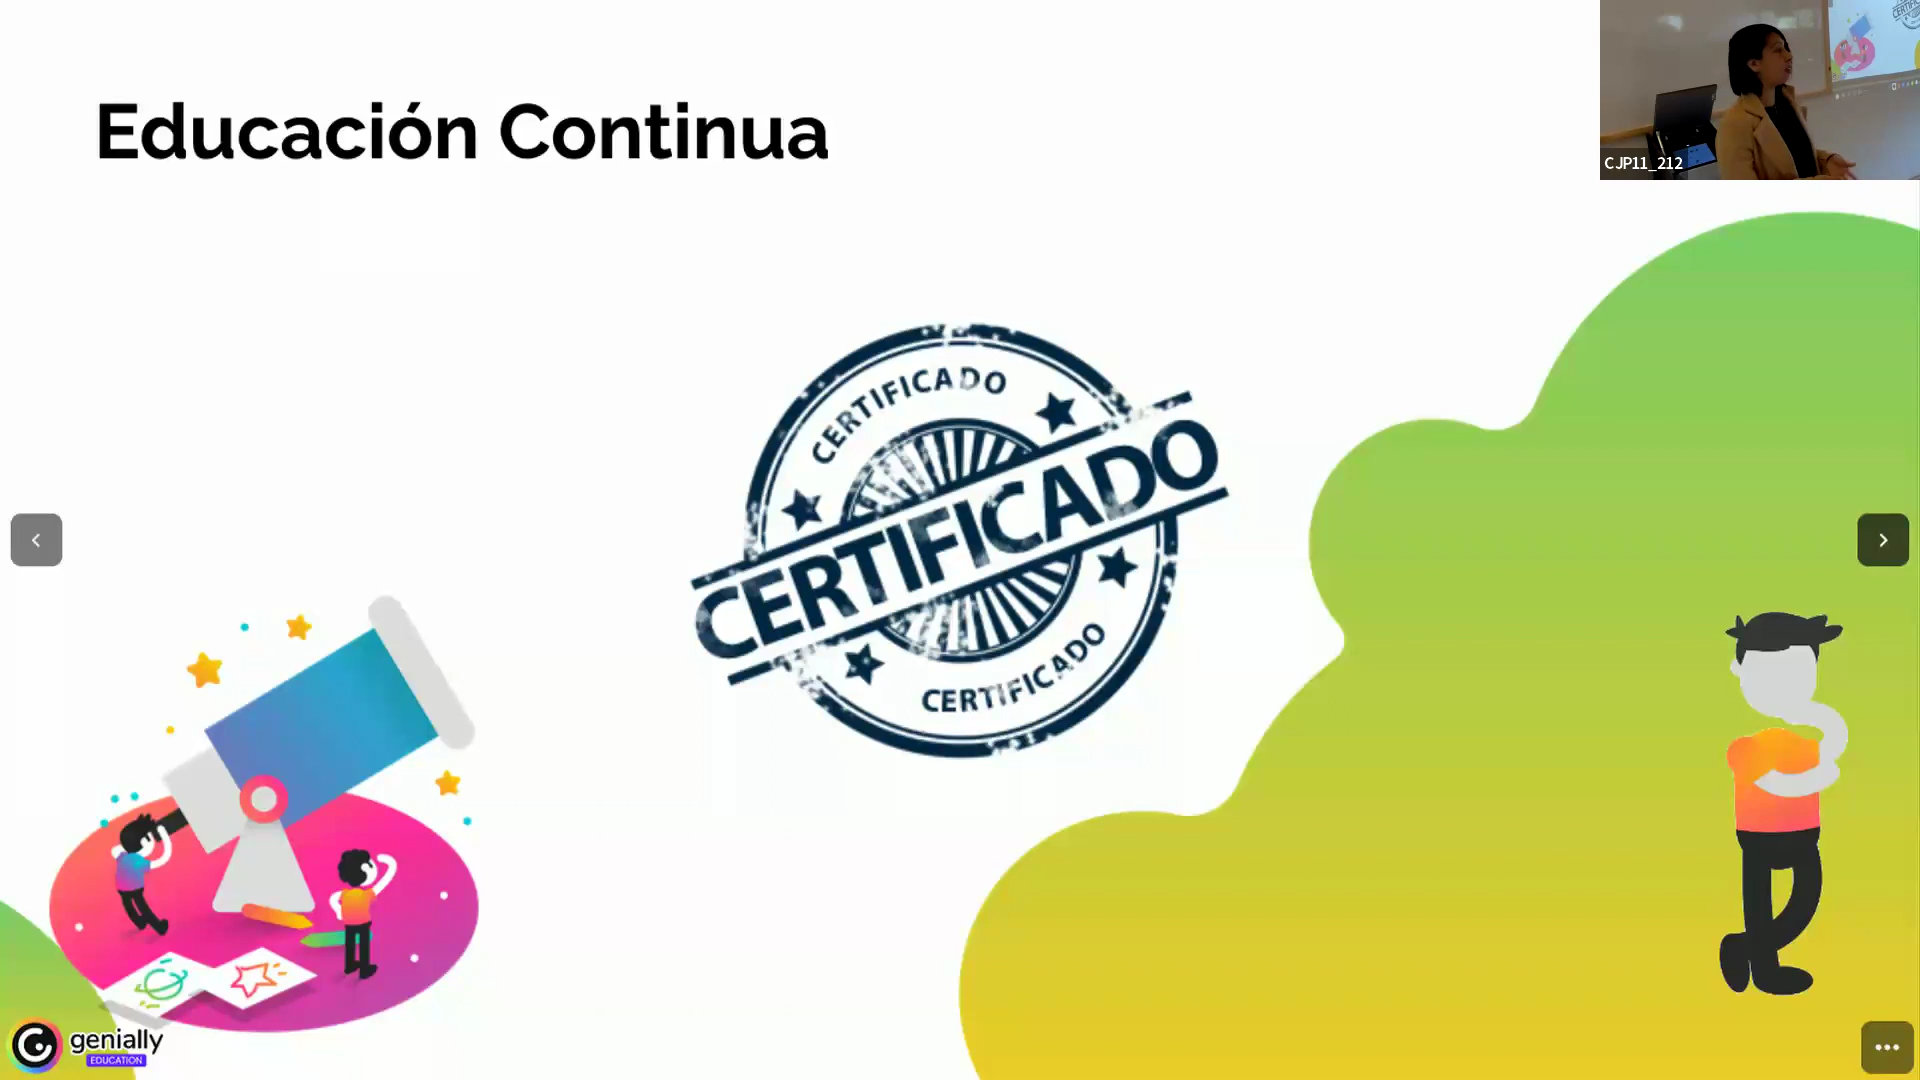 Educación Continua
CJP11_212
CERTIFICADO
CERTIFICADO
CERTIFICADO
genially
EDUCATION